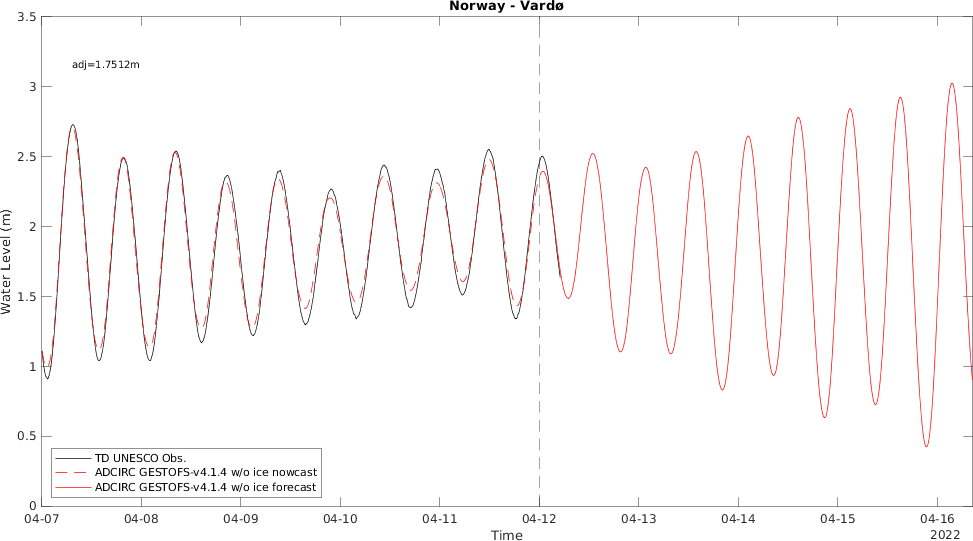 Norway - Vardø
3.5
adj=1.7512m
3
2.5
2
1.5
1
0.5
0
Water Level (m)
TD UNESCO Obs.
ADCIRC GESTOFS-v4.1.4 w/o ice nowcast
ADCIRC GESTOFS-v4.1.4 w/o ice forecast
04-07 04-08 04-09 04-10 04-11 04-12 04-13 04-14 04-15 04-16
Time
2022